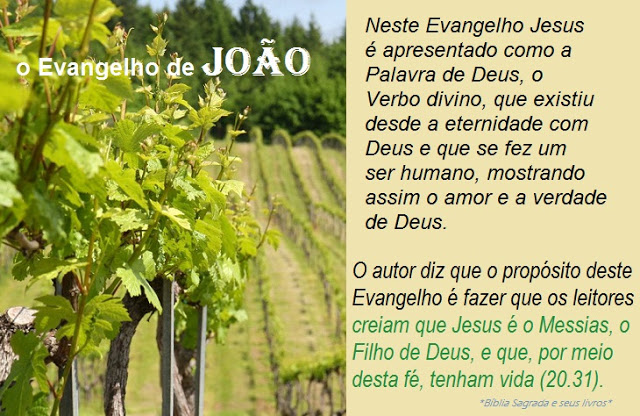 o Evangelho de JOÃO
Neste Evangelho Jesus
é apresentado como a
Palavra de Deus, o
Verbo divino, que existiu
desde a eternidade com
Deus e que se fez um
ser humano, mostrando
assim o amor e a verdade
de Deus.
O autor diz que o propósito deste
Evangelho é fazer que os leitores
creiam que Jesus é o Messias, o
Filho de Deus, e que, por meio
desta fé, tenham vida (20.31).
*Bíblia Sagrada e seus livros*